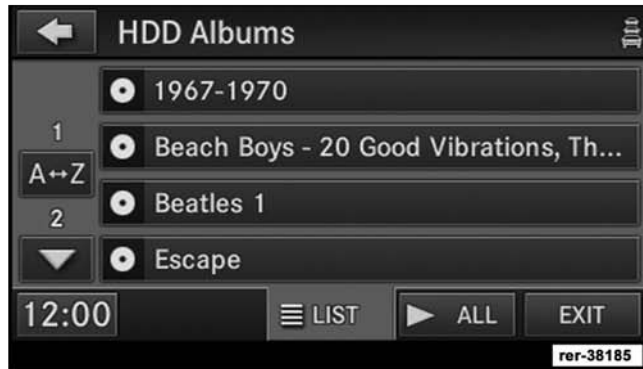 HDD Albums
1967-1970
1
Beach Boys - 20 Good Vibrations, Th...
A↔Z
Beatles 1
2
Escape
12:00 LIST ALL EXIT
rer-38185